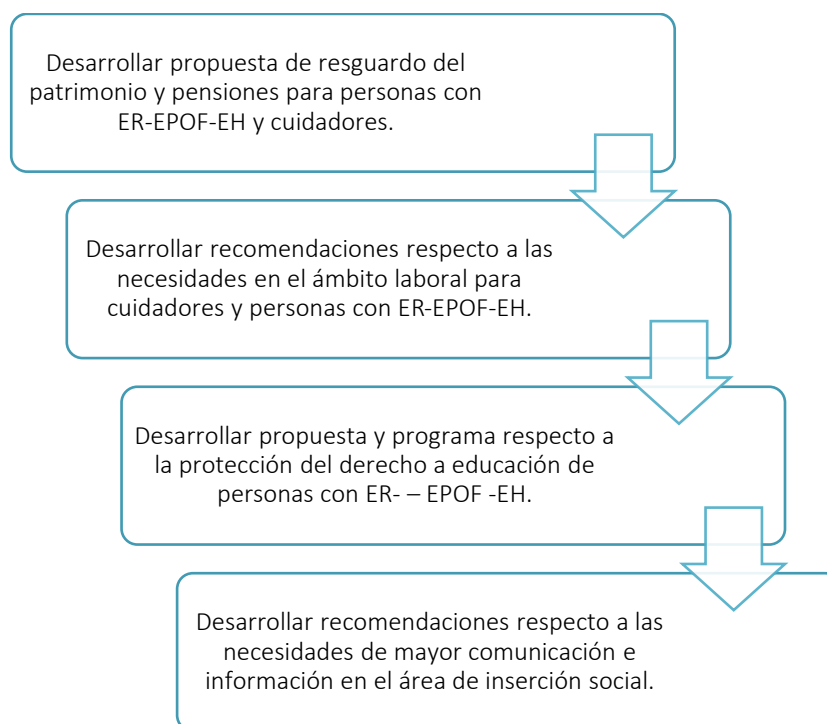 Desarrollar propuesta de resguardo del
patrimonio y pensiones para personas con
ER-EPOF-EH y cuidadores.
Desarrollar recomendaciones respecto a las
necesidades en el ámbito laboral para
cuidadores y personas con ER-EPOF-EH.
Desarrollar propuesta y programa respecto a
la protección del derecho a educación de
personas con ER- – EPOF -EH.
Desarrollar recomendaciones respecto a las
necesidades de mayor comunicación e
información en el área de inserción social.